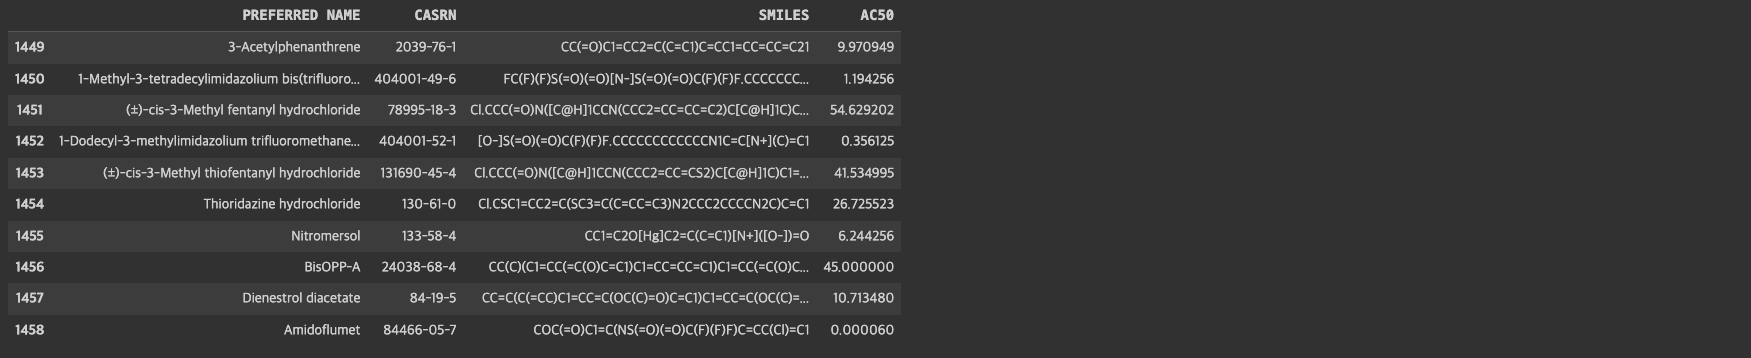 PREFERRED NAME CASRN SMILES AC50
1449 3-Acetylphenanthrene 2039-76-1 CC(=O)C1=CC2=C(C=C1)C=CC1=CC=CC=C21 9.970949
1450 1-Methyl-3-tetradecylimidazolium bis(trifluoro... 404001-49-6 FC(F)(F)S(=O)(=O)[N-]S(=O)(=O)C(F)(F)F.CCCCCCC... 1.194256
1451 (±)-cis-3-Methyl fentanyl hydrochloride 78995-18-3 Cl.CCC(=O)N([C@H]1CCN(CCC2=CC=CC=C2)C[C@H]1C)C... 54.629202
1452 1-Dodecyl-3-methylimidazolium trifluoromethane... 404001-52-1 [O-]S(=O)(=O)C(F)(F)F.CCCCCCCCCCCCN1C=C[N+](C)=C1 0.356125
1453 (±)-cis-3-Methyl thiofentanyl hydrochloride 131690-45-4 Cl.CCC(=O)N([C@H]1CCN(CCC2=CC=CS2)C[C@H]1C)C1=... 41.534995
1454 Thioridazine hydrochloride 130-61-0 Cl.CSC1=CC2=C(SC3=C(C=CC=C3)N2CCC2CCCCN2C)C=C1 26.725523
1455 Nitromersol 133-58-4 CC1=C2O[Hg]C2=C(C=C1)[N+]([O-])=O 6.244256
1456 BisOPP-A 24038-68-4 CC(C)(C1=CC(=C(O)C=C1)C1=CC=CC=C1)C1=CC(=C(O)C... 45.000000
1457 Dienestrol diacetate 84-19-5 CC=C(C(=CC)C1=CC=C(OC(C)=O)C=C1)C1=CC=C(OC(C)=... 10.713480
1458 Amidoflumet 84466-05-7 COC(=O)C1=C(NS(=O)(=O)C(F)(F)F)C=CC(Cl)=C1 0.000060